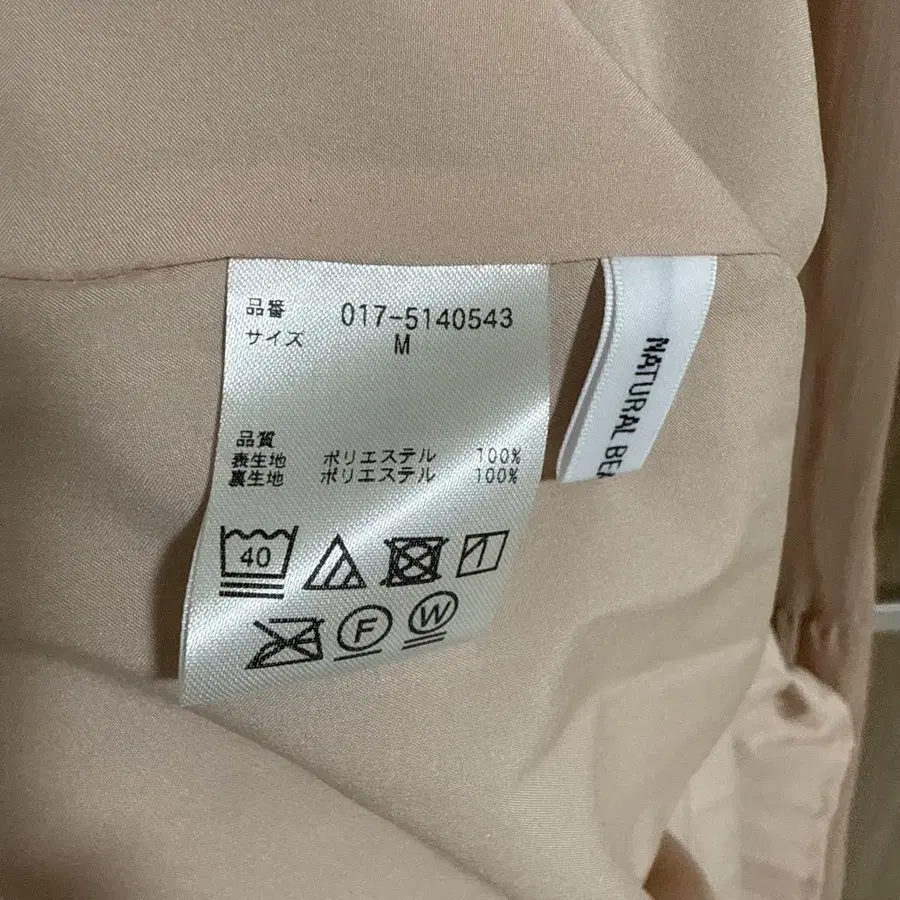 品番 017-5140543
サイズ M
品質
表生地 ポリエステル 100%
裏生地 ポリエステル 100%
40
F
W
NATURAL